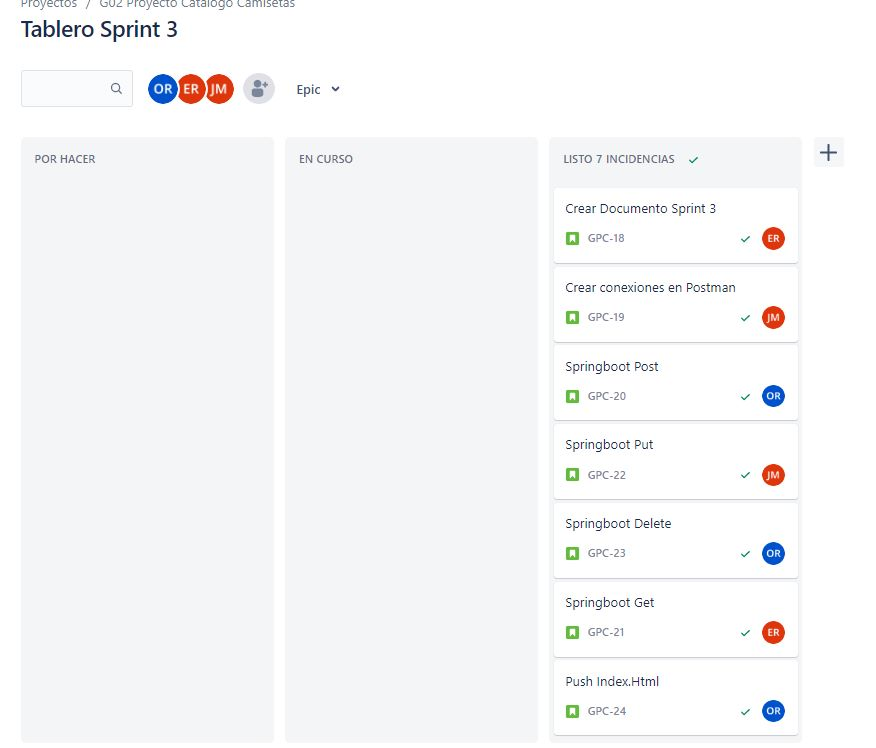 Proyectos / G02 Proyecto Catalogo Camisetas
Tablero Sprint 3
OR ER JM Epic
POR HACER
EN CURSO
LISTO 7 INCIDENCIAS
Crear Documento Sprint 3
GPC-18 ER
Crear conexiones en Postman
GPC-19 JM
Springboot Post
GPC-20 OR
Springboot Put
GPC-22 JM
Springboot Delete
GPC-23 OR
Springboot Get
GPC-21 ER
Push Index.Html
GPC-24 OR